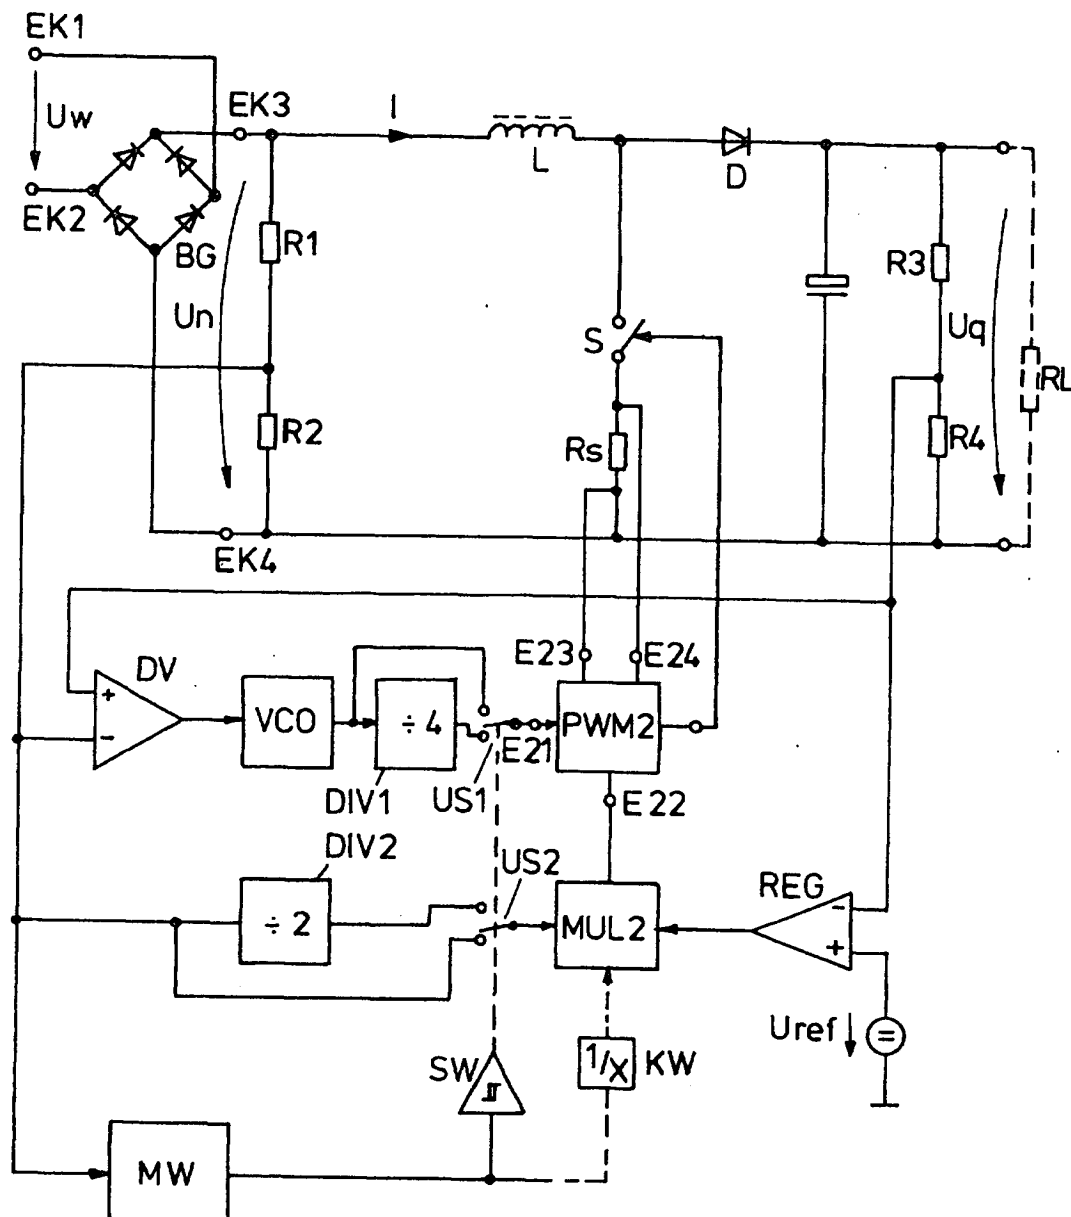 EK1
Uw
EK2
BG
EK3
I
L
D
Un
R1
R2
EK4
S
Rs
R3
Uq
RL
R4
DV
+
-
VCO
÷ 4
DIV1
US1
E21
E23
E24
PWM2
E22
DIV2
÷ 2
US2
MUL2
REG
-
+
Uref
=
SW
1/X
KW
MW